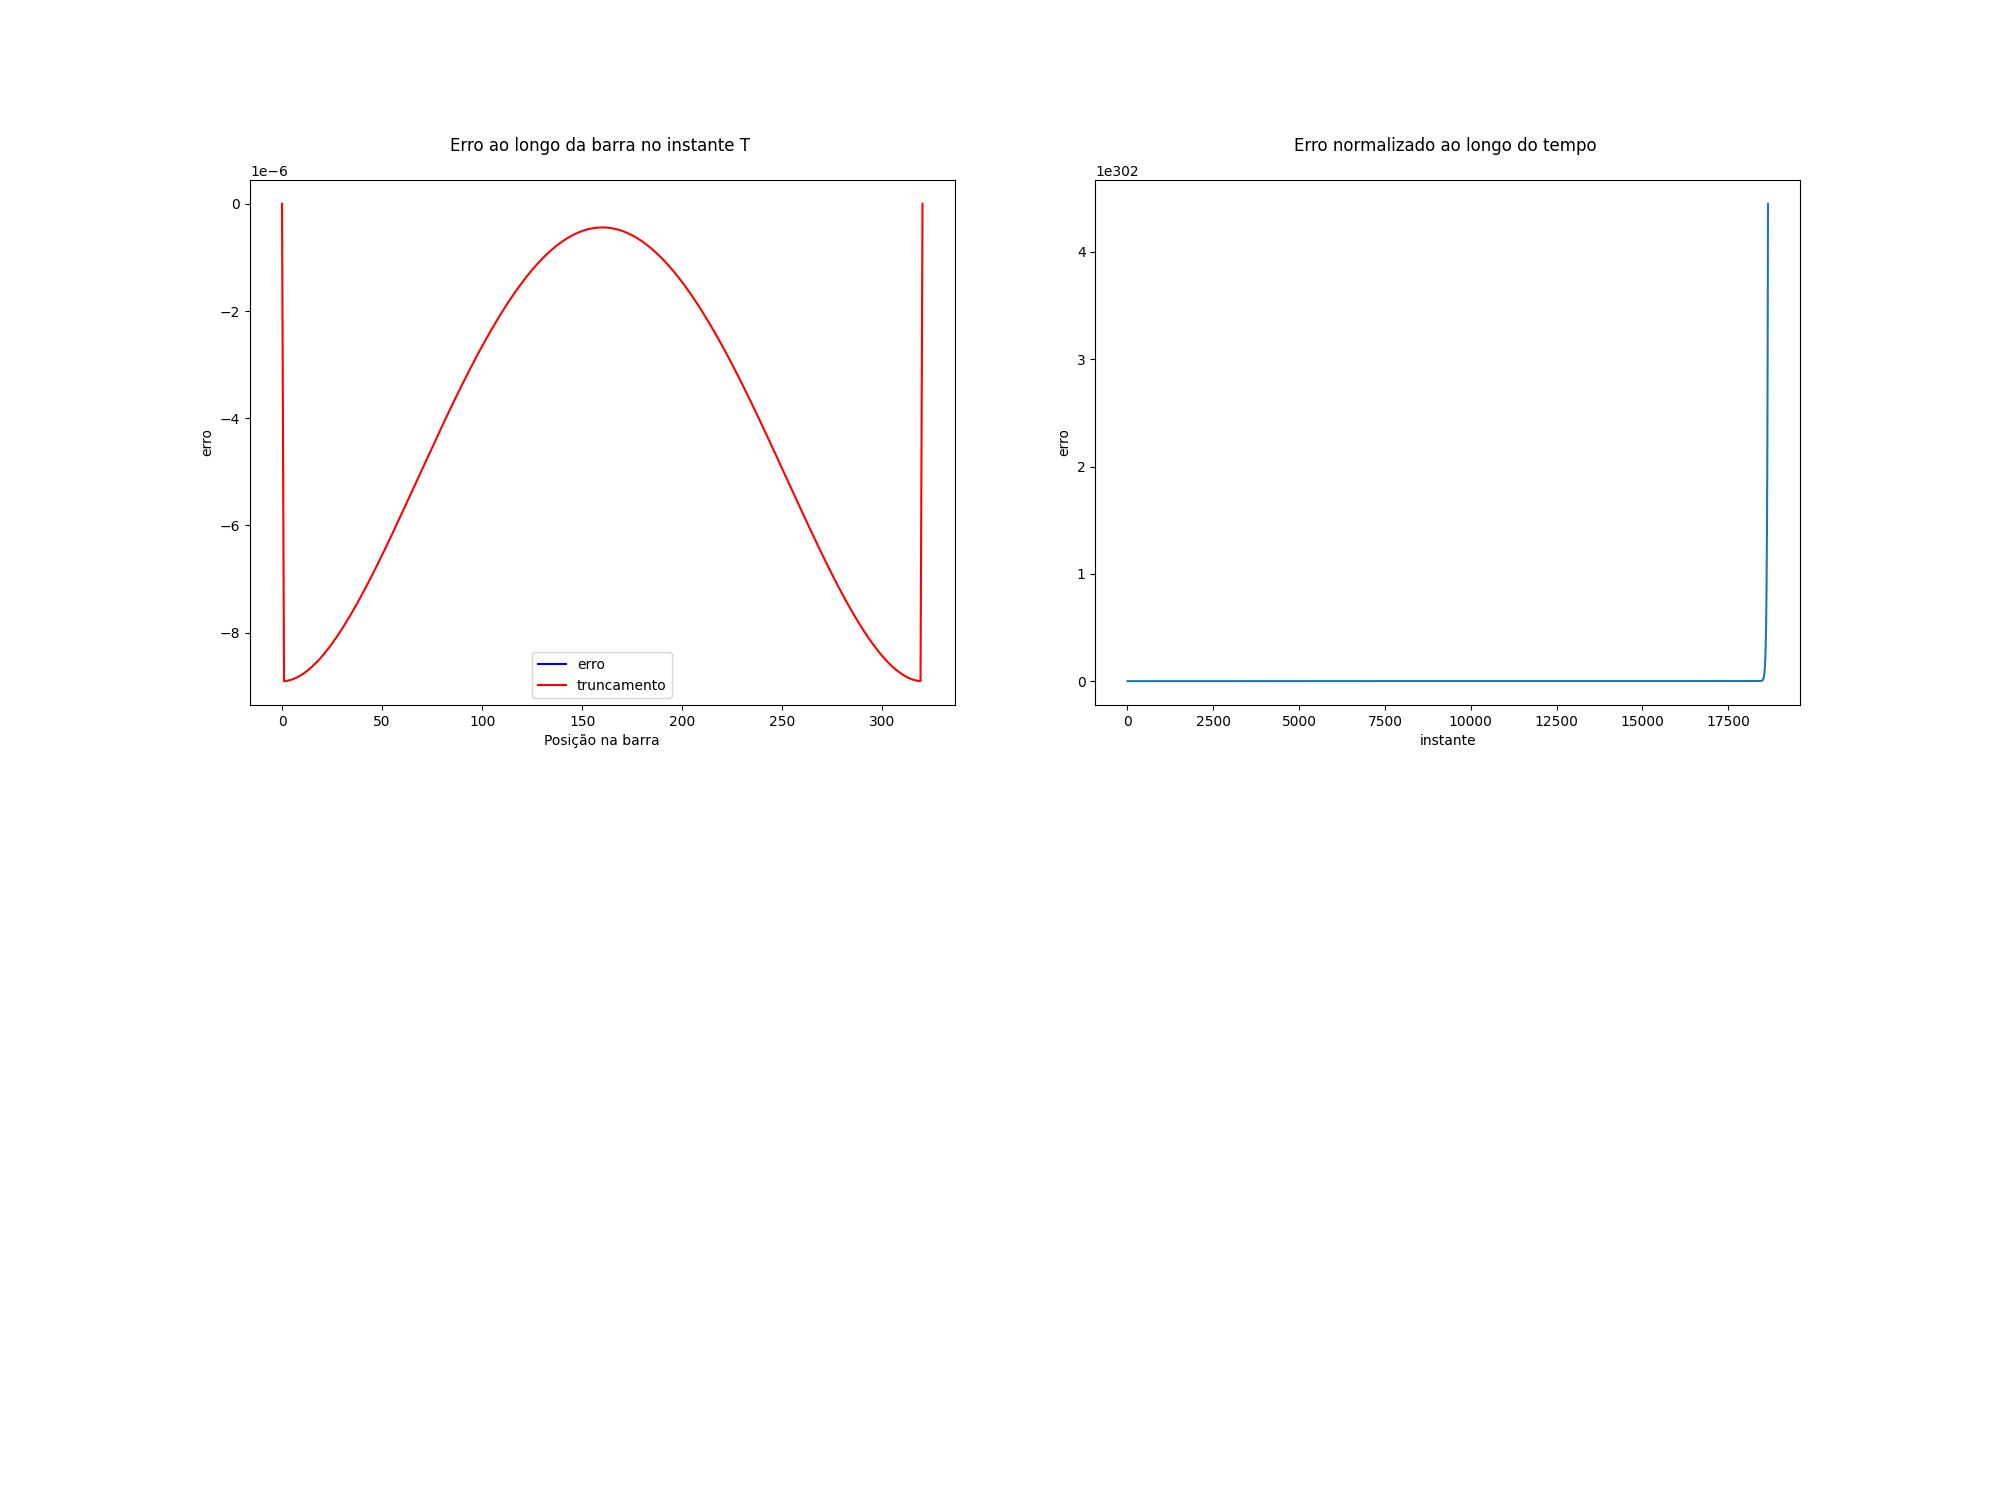 Erro ao longo da barra no instante T
1e−6
0
−2
−4
−6
−8
erro
erro
truncamento
0 50 100 150 200 250 300
Posição na barra
Erro normalizado ao longo do tempo
1e302
4
3
2
1
0
erro
0 2500 5000 7500 10000 12500 15000 17500
instante